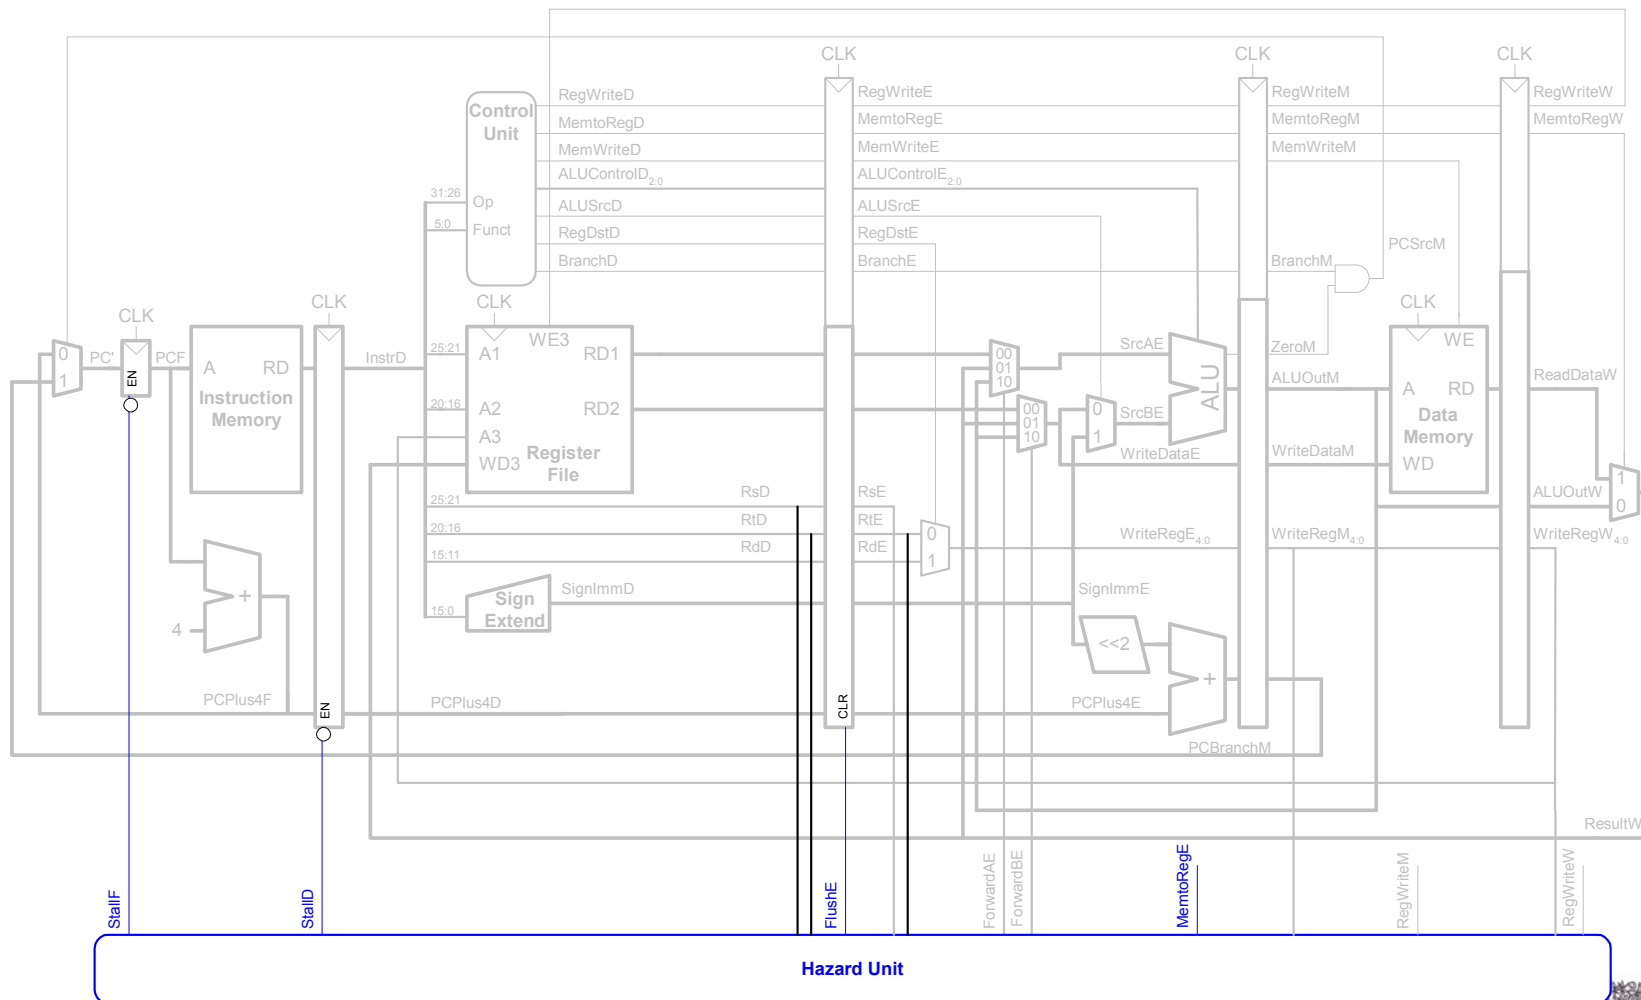 CLK
CLK
CLK
Control
Unit
RegWriteD
RegWriteE
RegWriteM
RegWriteW
MemtoRegD
MemtoRegE
MemtoRegM
MemtoRegW
MemWriteD
MemWriteE
MemWriteM
ALUControlD2:0
ALUControlE2:0
31:26
Op
ALUSrcD
ALUSrcE
5:0
Funct
RegDstD
RegDstE
PCSrcM
BranchD
BranchE
BranchM
CLK
CLK
CLK
CLK
0
1
PC'
EN
PCF
A
RD
Instruction
Memory
InstrD
25:21
A1
WE3
RD1
20:16
A2
RD2
A3
WD3
Register
File
00
01
10
00
01
10
0
1
SrcAE
SrcBE
ALU
ZeroM
ALUOutM
WE
A
RD
Data
Memory
WD
ReadDataW
WriteDataE
WriteDataM
1
0
25:21
RsD
RsE
ALUOutW
20:16
RtD
RtE
0
1
15:11
RdD
RdE
WriteRegE4:0
WriteRegM4:0
WriteRegW4:0
+
4
15:0
Sign
Extend
SignImmD
SignImmE
<<2
+
PCPlus4F
EN
PCPlus4D
CLR
PCPlus4E
PCBranchM
ResultW
StallF
StallD
FlushE
ForwardAE
ForwardBE
MemtoRegE
RegWriteM
RegWriteW
Hazard Unit